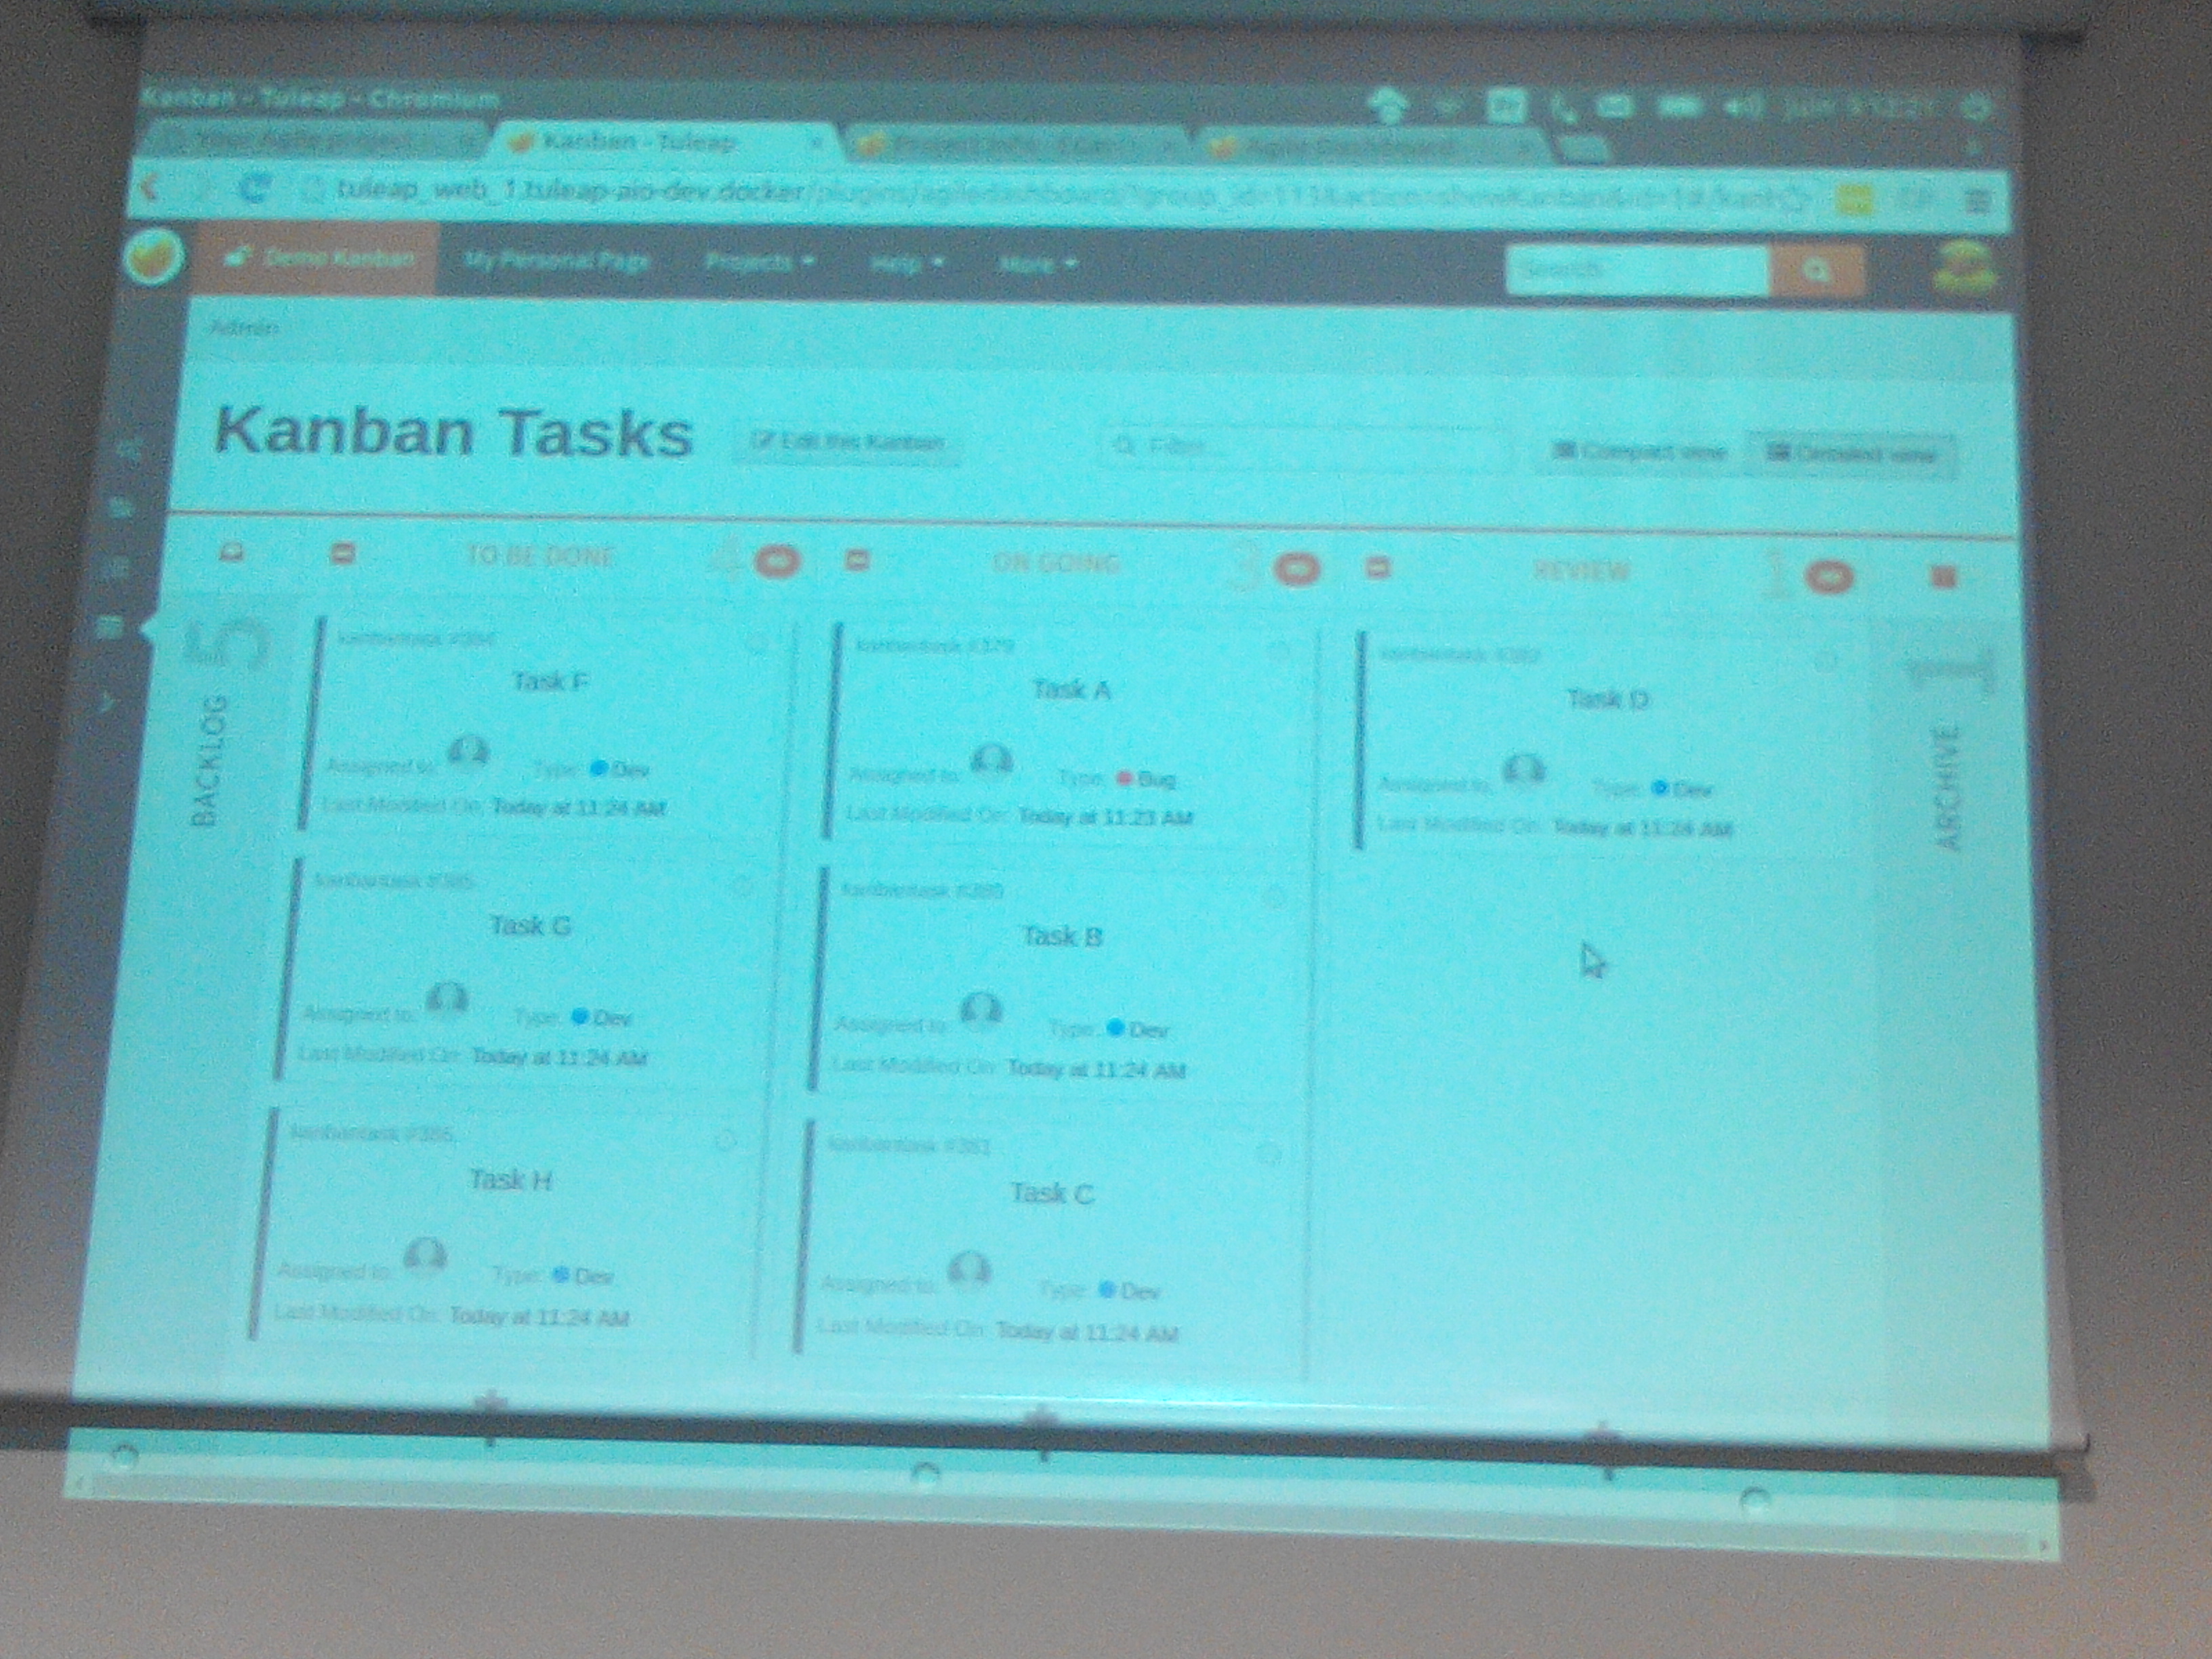 Kanban - Tuleap - Chromium
Kanban - Tuleap
tuleap_web_1.tuleap-aio-dev.docker/plugins/agiledashboard/?group_id=111&action=showKanban&id=1#/kanb
Demo Kanban My Personal Page Projects Help More Search
Admin
Kanban Tasks Edit this Kanban Filter... Compact view Detailed view
TO BE DONE 4 ON GOING 3 REVIEW 1
5
BACKLOG
kanbantask #384
Task F
Assigned to: Type: Dev
Last Modified On: Today at 11:24 AM
kanbantask #385
Task G
Assigned to: Type: Dev
Last Modified On: Today at 11:24 AM
kanbantask #386
Task H
Assigned to: Type: Dev
Last Modified On: Today at 11:24 AM
kanbantask #379
Task A
Assigned to: Type: Bug
Last Modified On: Today at 11:23 AM
kanbantask #380
Task B
Assigned to: Type: Dev
Last Modified On: Today at 11:24 AM
kanbantask #381
Task C
Assigned to: Type: Dev
Last Modified On: Today at 11:24 AM
kanbantask #382
Task D
Assigned to: Type: Dev
Last Modified On: Today at 11:24 AM
1
ARCHIVE